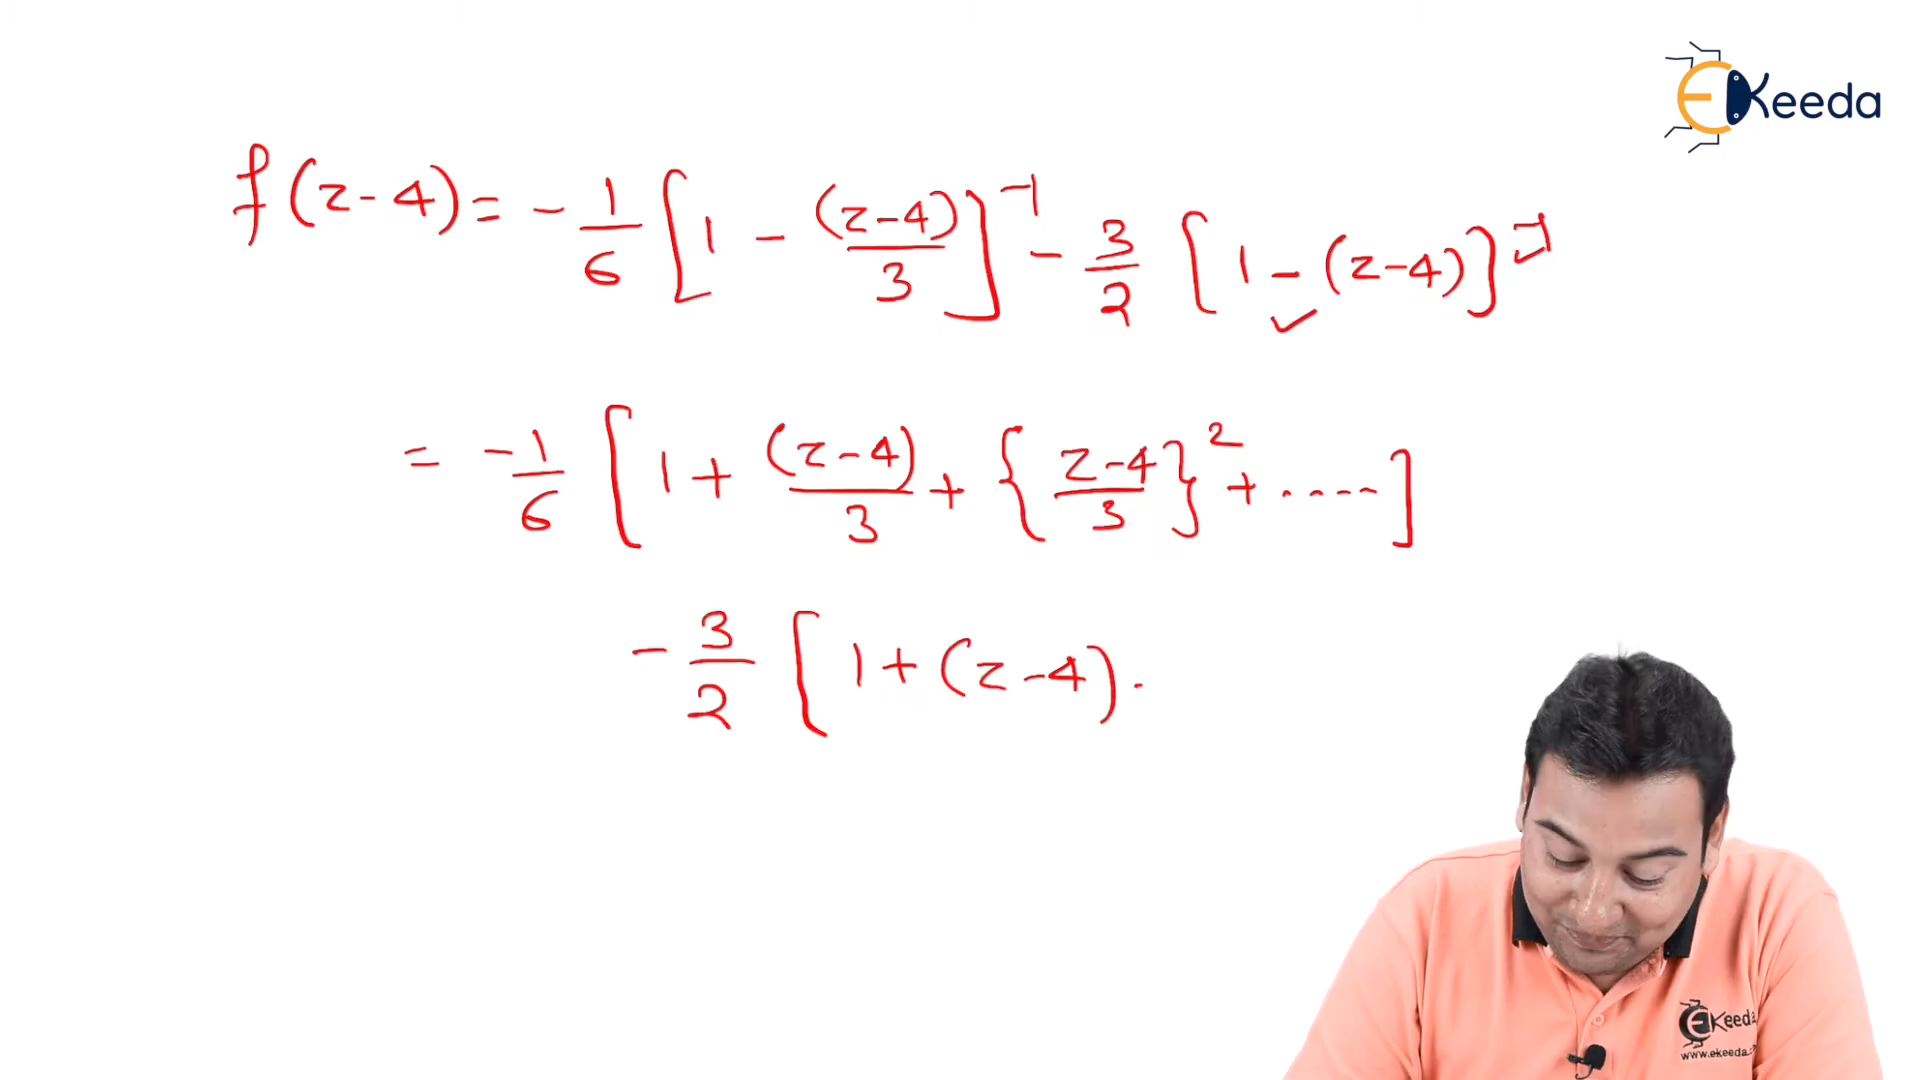 EKeeda
f(z-4) = - 1/6 [1 - (z-4)/3]^-1 - 3/2 [1 - (z-4)]^-1
= -1/6 [1 + (z-4)/3 + {z-4/3}^2 + ....]
- 3/2 [1 + (z-4).
EKeeda
www.ekeeda.c